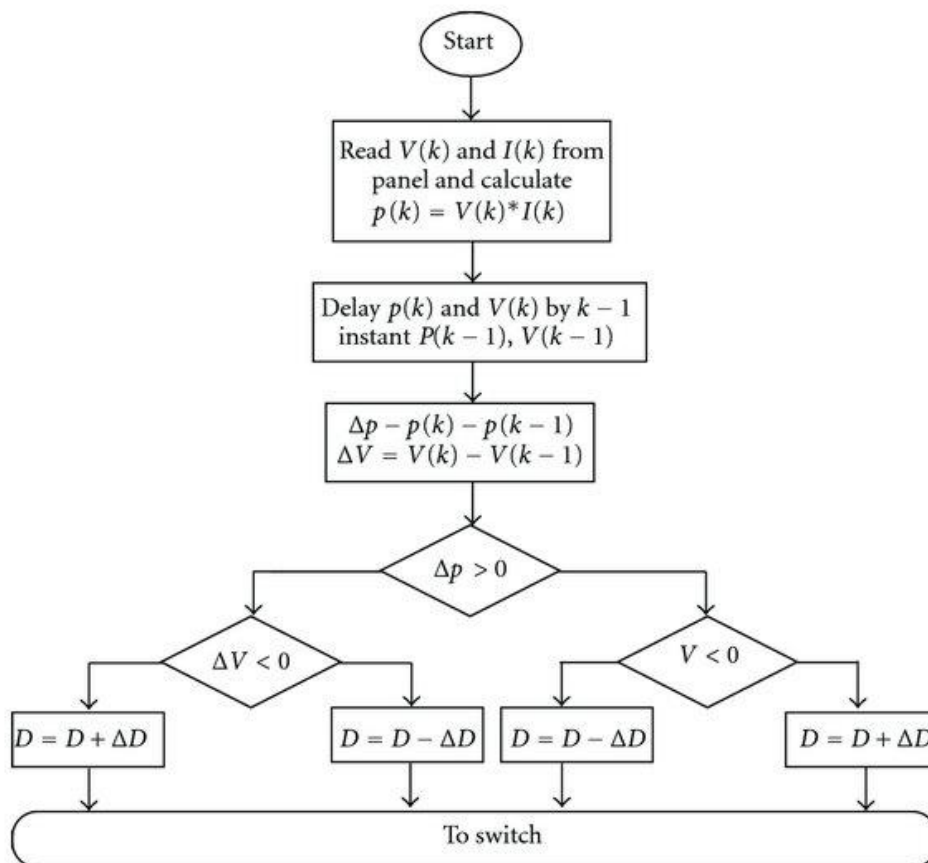 Start
Read V(k) and I(k) from
panel and calculate
p(k) = V(k)*I(k)
Delay p(k) and V(k) by k − 1
instant P(k − 1), V(k − 1)
Δp − p(k) − p(k − 1)
ΔV = V(k) − V(k − 1)
Δp > 0
ΔV < 0
V < 0
D = D + ΔD
D = D − ΔD
D = D − ΔD
D = D + ΔD
To switch